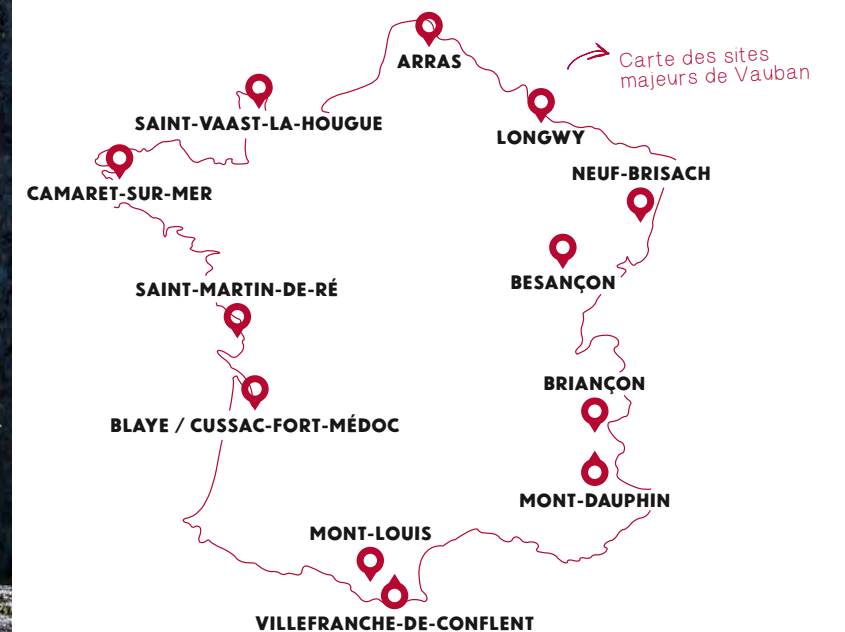 ARRAS
Carte des sites
majeurs de Vauban
SAINT-VAAST-LA-HOUGUE
LONGWY
NEUF-BRISACH
CAMARET-SUR-MER
BESANÇON
SAINT-MARTIN-DE-RÉ
BRIANÇON
BLAYE / CUSSAC-FORT-MÉDOC
MONT-DAUPHIN
MONT-LOUIS
VILLEFRANCHE-DE-CONFLENT